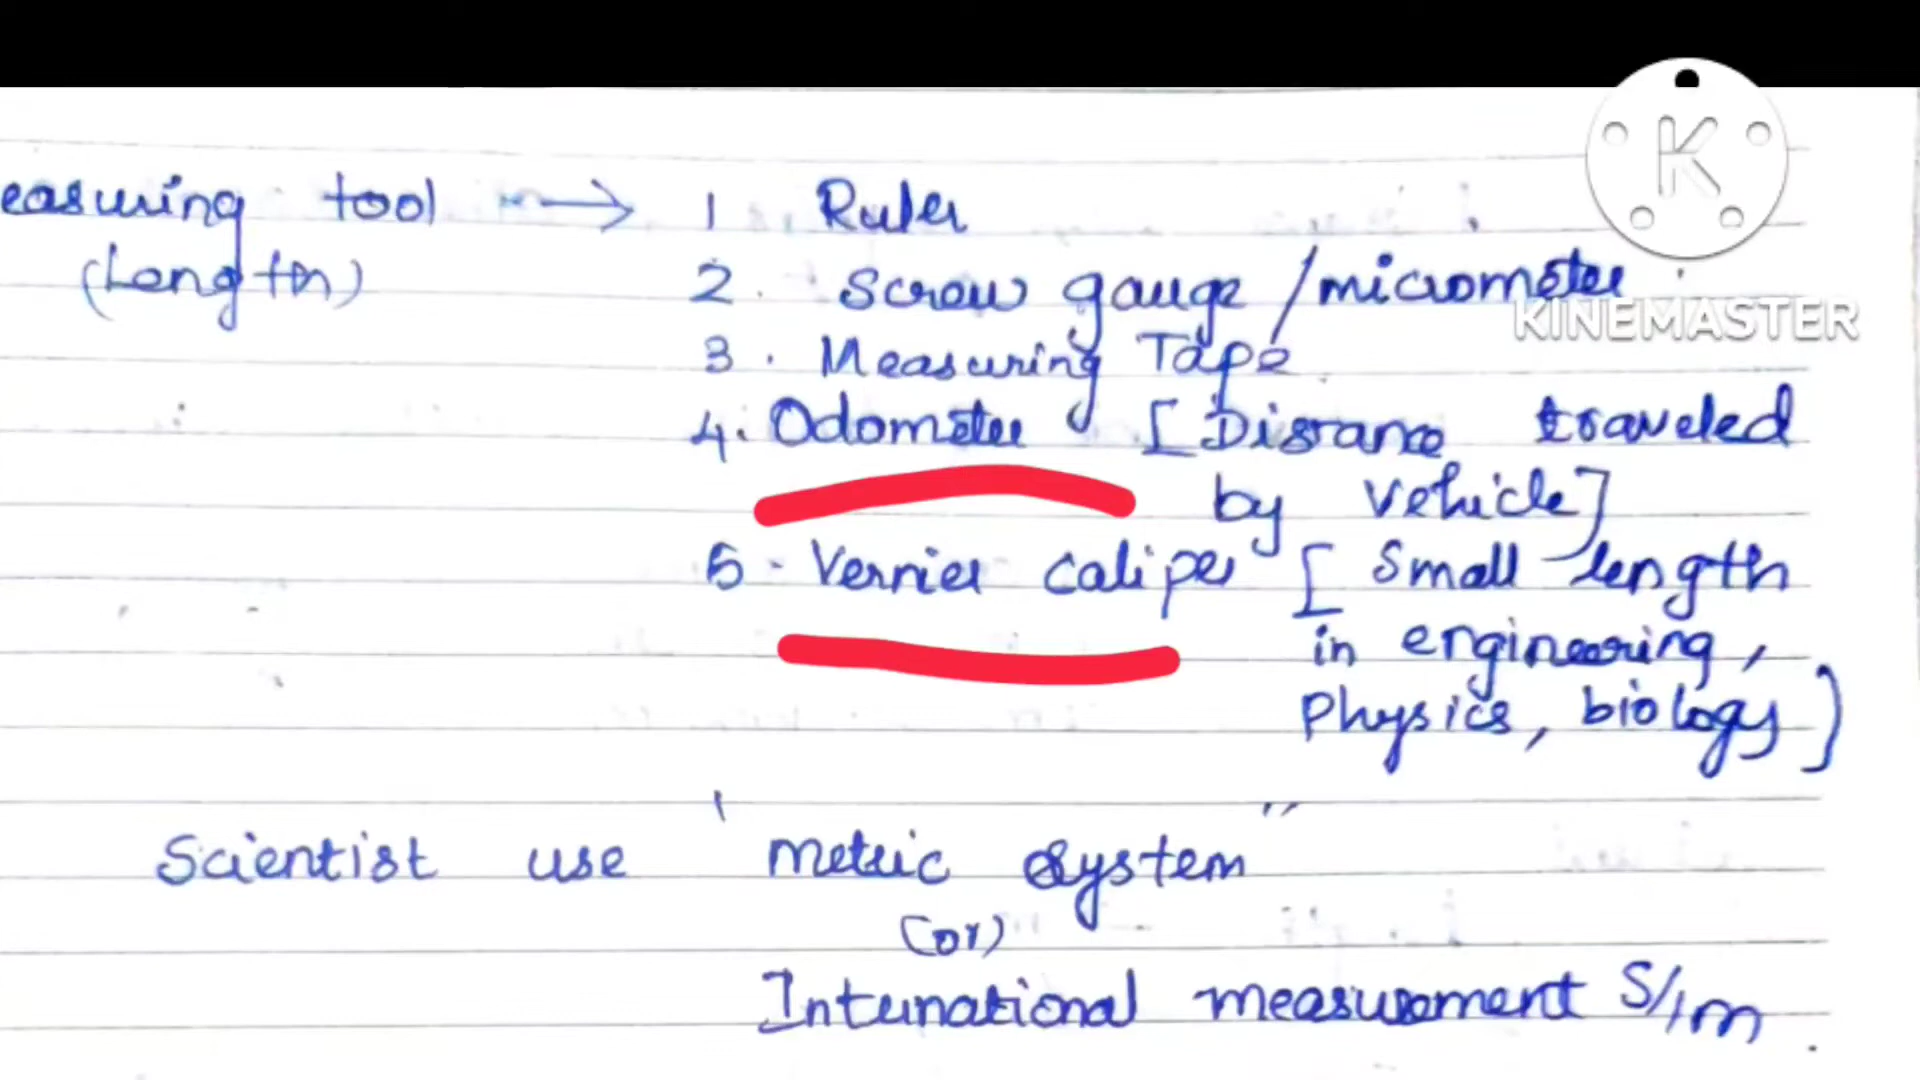 easuring tool → 1 Ruler
(Length)
2. Screw gauge / micrometer
KINEMASTER
3. Measuring Tape
4. Odometer [Distance traveled
by vehicle]
5. Vernier caliper [Small length
in engineering,
Physics, biology]
Scientist use "metric system"
(or)
International measurement